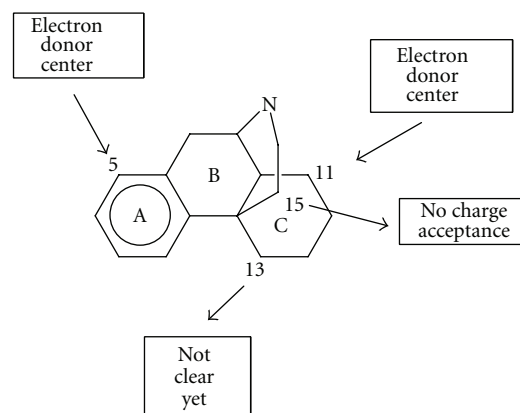 Electron
donor
center
Electron
donor
center
N
5
B
11
A
15
C
No charge
acceptance
13
Not
clear
yet